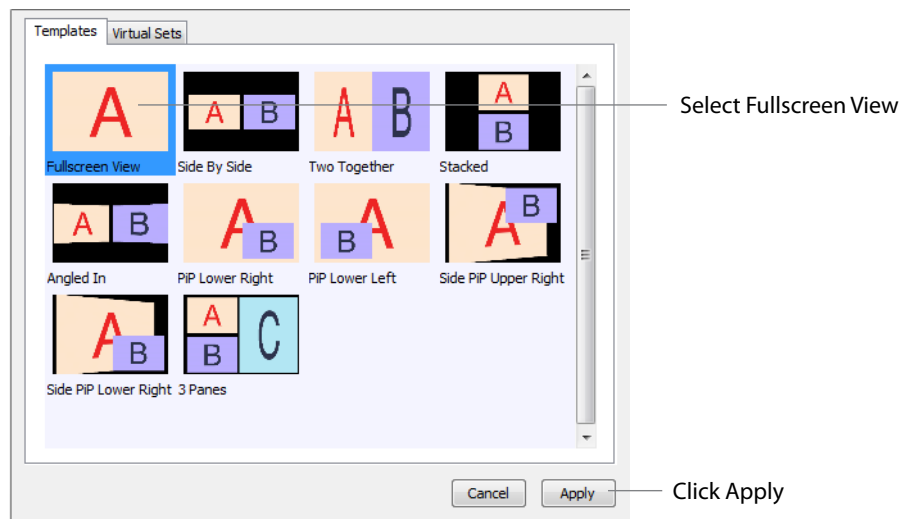 Templates Virtual Sets
A A B A B A
B
Select Fullscreen View
Fullscreen View Side By Side Two Together Stacked
A B A B B A A B
Angled In PiP Lower Right PiP Lower Left Side PiP Upper Right
A B A B C
Side PiP Lower Right 3 Panes
Cancel Apply
Click Apply